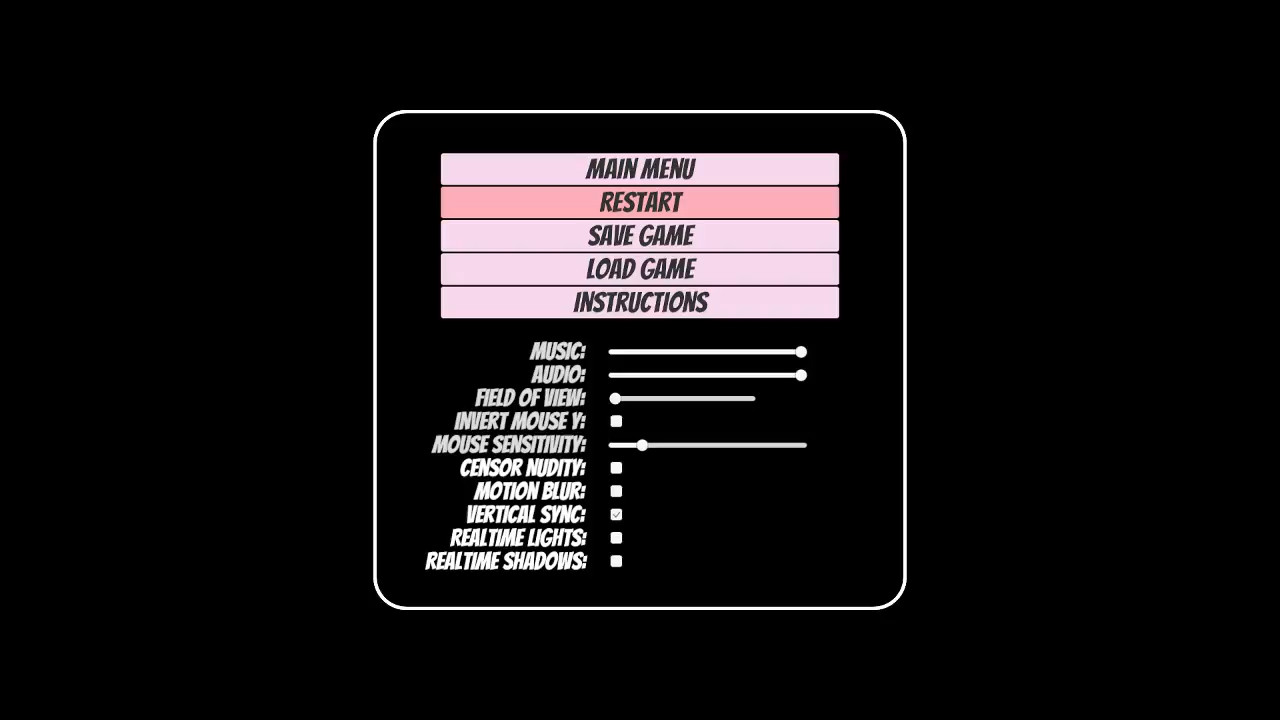 MAIN MENU
RESTART
SAVE GAME
LOAD GAME
INSTRUCTIONS
MUSIC:
AUDIO:
FIELD OF VIEW:
INVERT MOUSE Y:
MOUSE SENSITIVITY:
CENSOR NUDITY:
MOTION BLUR:
VERTICAL SYNC:
REALTIME LIGHTS:
REALTIME SHADOWS: